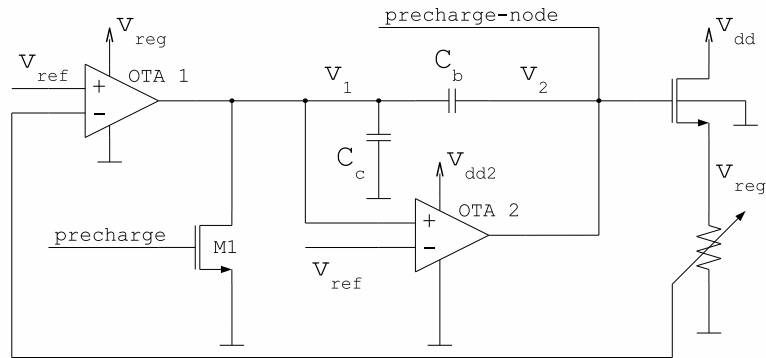 precharge-node
V reg
V dd
V ref
OTA 1
+
−
V 1
C b
V 2
C c
V dd2
V reg
OTA 2
+
−
precharge
M1
V ref